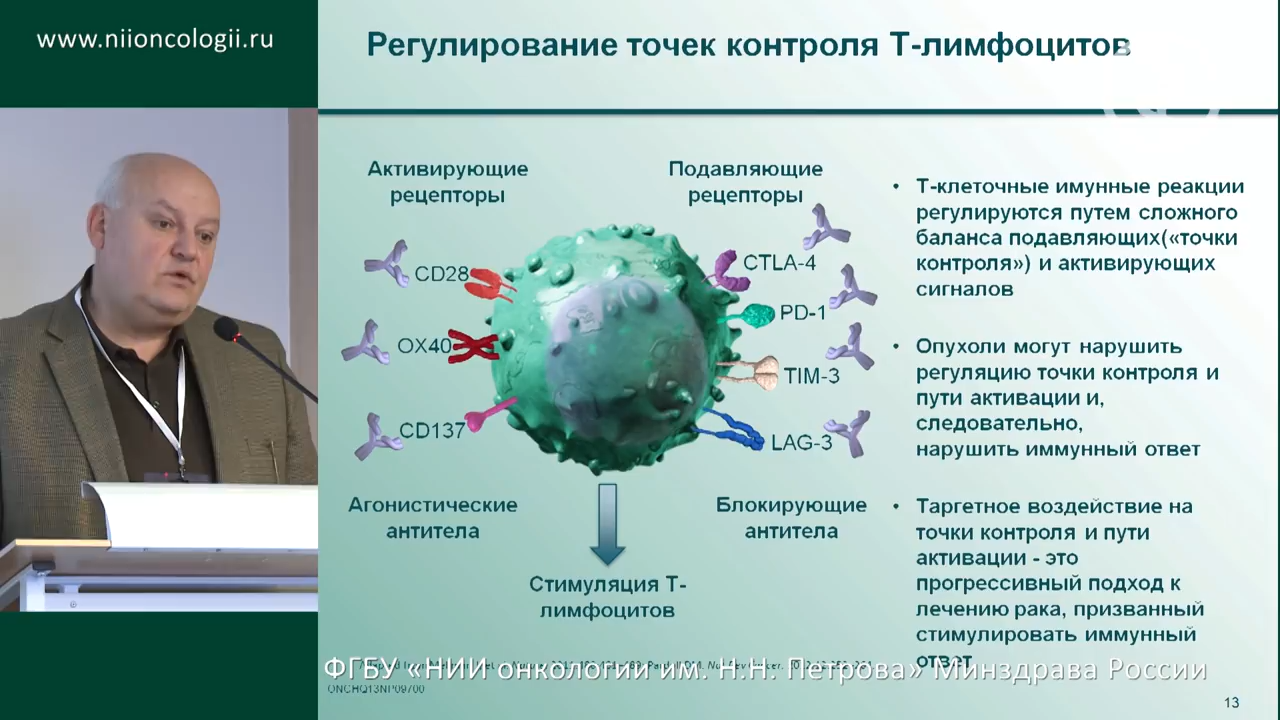 www.niioncologii.ru
Регулирование точек контроля Т-лимфоцитов
Активирующие
рецепторы
Подавляющие
рецепторы
CD28
OX40
CD137
CTLA-4
PD-1
TIM-3
LAG-3
Агонистические
антитела
Блокирующие
антитела
Стимуляция Т-
лимфоцитов
• Т-клеточные имунные реакции
регулируются путем сложного
баланса подавляющих(«точки
контроля») и активирующих
сигналов
• Опухоли могут нарушить
регуляцию точки контроля и
пути активации и,
следовательно,
нарушить иммунный ответ
• Таргетное воздействие на
точки контроля и пути
активации - это
прогрессивный подход к
лечению рака, призванный
стимулировать иммунный
ответ
ФГБУ «НИИ онкологии им. Н.Н. Петрова» Минздрава России
ONCHQ13NP09700
13